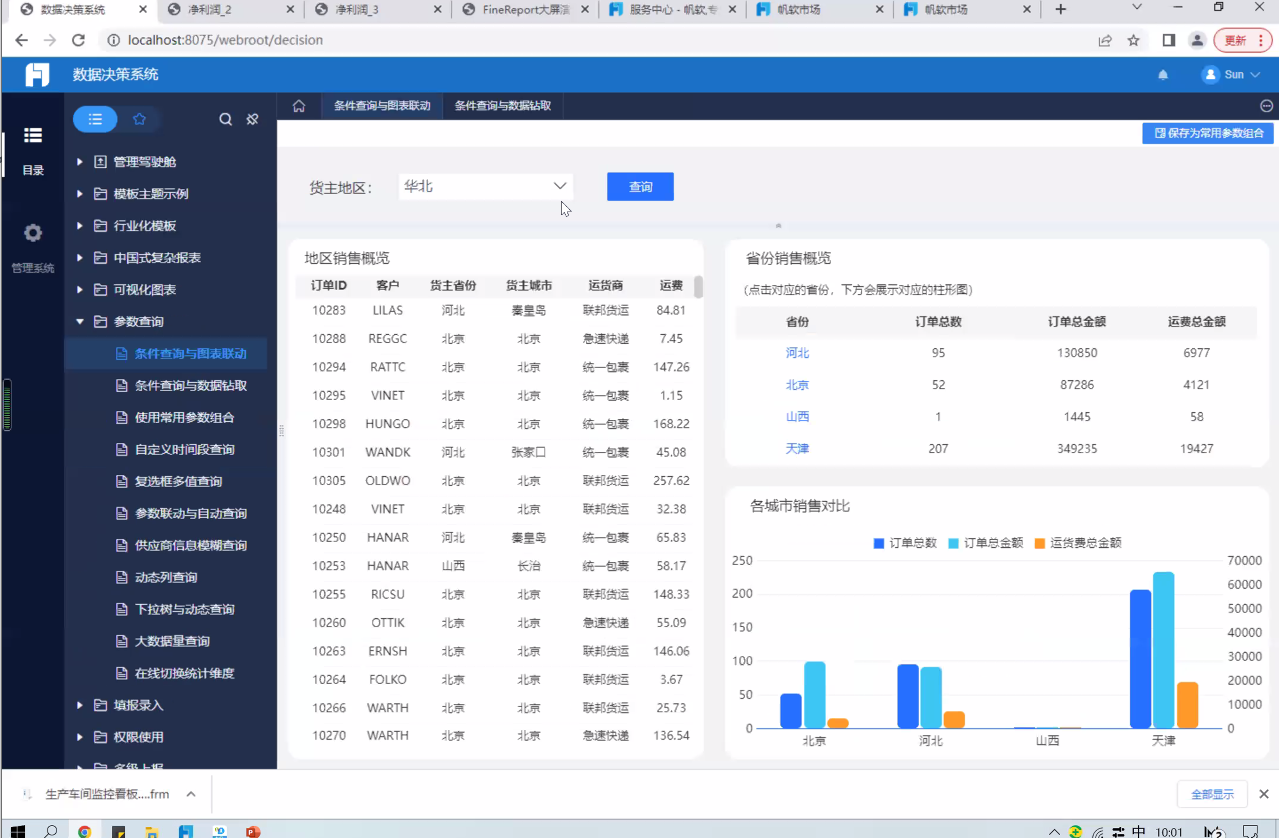 数据决策系统
净利润_2
净利润_3
FineReport大屏演
服务中心 - 帆软,专
帆软市场
帆软市场
localhost:8075/webroot/decision
更新
数据决策系统
Sun
目录
管理系统
管理驾驶舱
模板主题示例
行业化模板
中国式复杂报表
可视化图表
参数查询
条件查询与图表联动
条件查询与数据钻取
使用常用参数组合
自定义时间段查询
复选框多值查询
参数联动与自动查询
供应商信息模糊查询
动态列查询
下拉树与动态查询
大数据量查询
在线切换统计维度
填报录入
权限使用
多级上报
条件查询与图表联动
条件查询与数据钻取
保存为常用参数组合
货主地区：
华北
查询
地区销售概览
订单ID 客户 货主省份 货主城市 运货商 运费
10283 LILAS 河北 秦皇岛 联邦货运 84.81
10288 REGGC 北京 北京 急速快递 7.45
10294 RATTC 北京 北京 统一包裹 147.26
10295 VINET 北京 北京 统一包裹 1.15
10298 HUNGO 北京 北京 统一包裹 168.22
10301 WANDK 河北 张家口 统一包裹 45.08
10305 OLDWO 北京 北京 联邦货运 257.62
10248 VINET 北京 北京 联邦货运 32.38
10250 HANAR 河北 秦皇岛 统一包裹 65.83
10253 HANAR 山西 长治 统一包裹 58.17
10255 RICSU 北京 北京 联邦货运 148.33
10260 OTTIK 北京 北京 急速快递 55.09
10263 ERNSH 北京 北京 联邦货运 146.06
10264 FOLKO 北京 北京 联邦货运 3.67
10266 WARTH 北京 北京 联邦货运 25.73
10270 WARTH 北京 北京 急速快递 136.54
省份销售概览
(点击对应的省份，下方会展示对应的柱形图)
省份 订单总数 订单总金额 运费总金额
河北 95 130850 6977
北京 52 87286 4121
山西 1 1445 58
天津 207 349235 19427
各城市销售对比
订单总数 订单总金额 运货费总金额
250 70000
60000
200 50000
150 40000
100 30000
20000
50 10000
0 0
北京 河北 山西 天津
生产车间监控看板....frm
全部显示
中
10:01